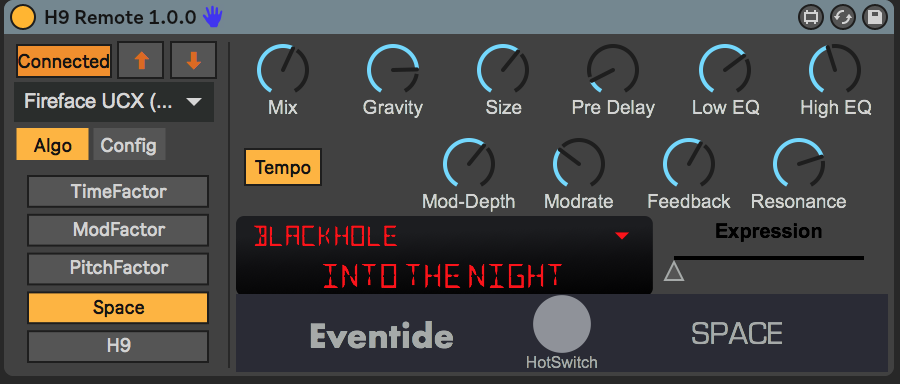 H9 Remote 1.0.0
Connected
Fireface UCX (...
Algo Config
TimeFactor
ModFactor
PitchFactor
Space
H9
Mix Gravity Size Pre Delay Low EQ High EQ
Tempo
Mod-Depth Modrate Feedback Resonance
BLACKHOLE
INTO THE NIGHT
Expression
Eventide
HotSwitch
SPACE